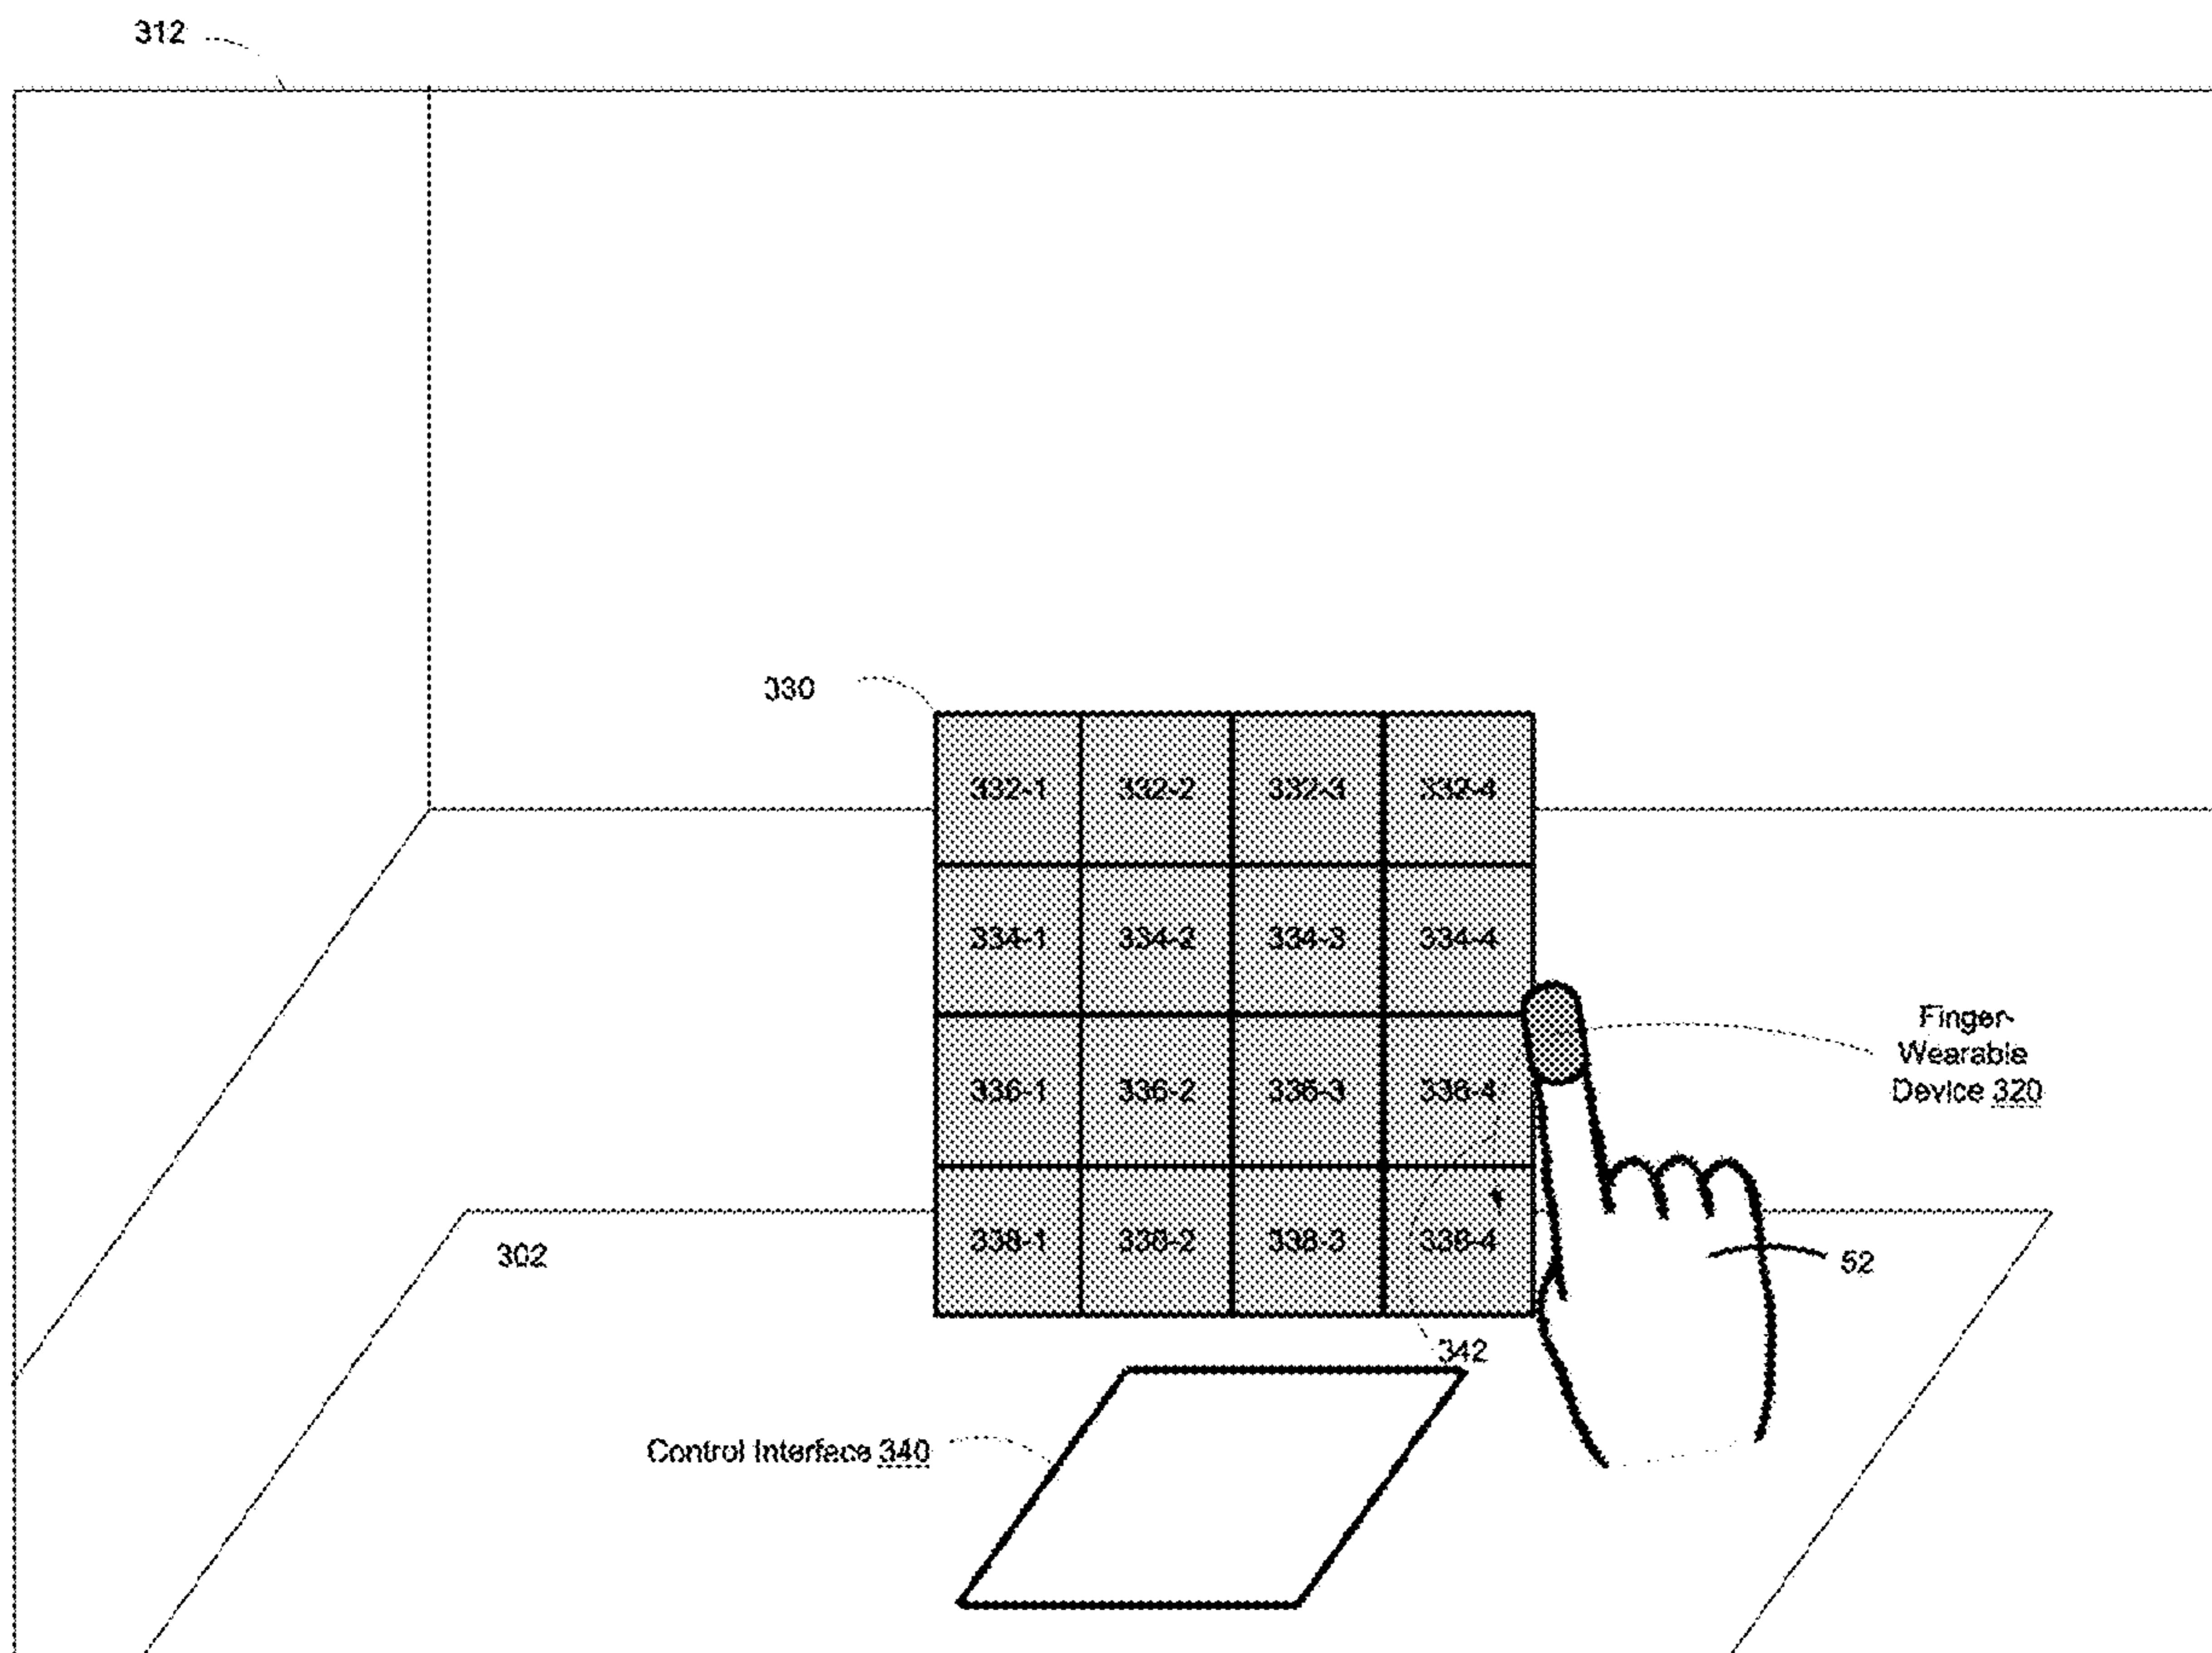 312
330
332-1 332-2 332-3 332-4
334-1 334-2 334-3 334-4
Finger-
Wearable
Device 320
336-1 336-2 336-3 336-4
338-1 338-2 338-3 338-4
302
52
342
Control Interface 340